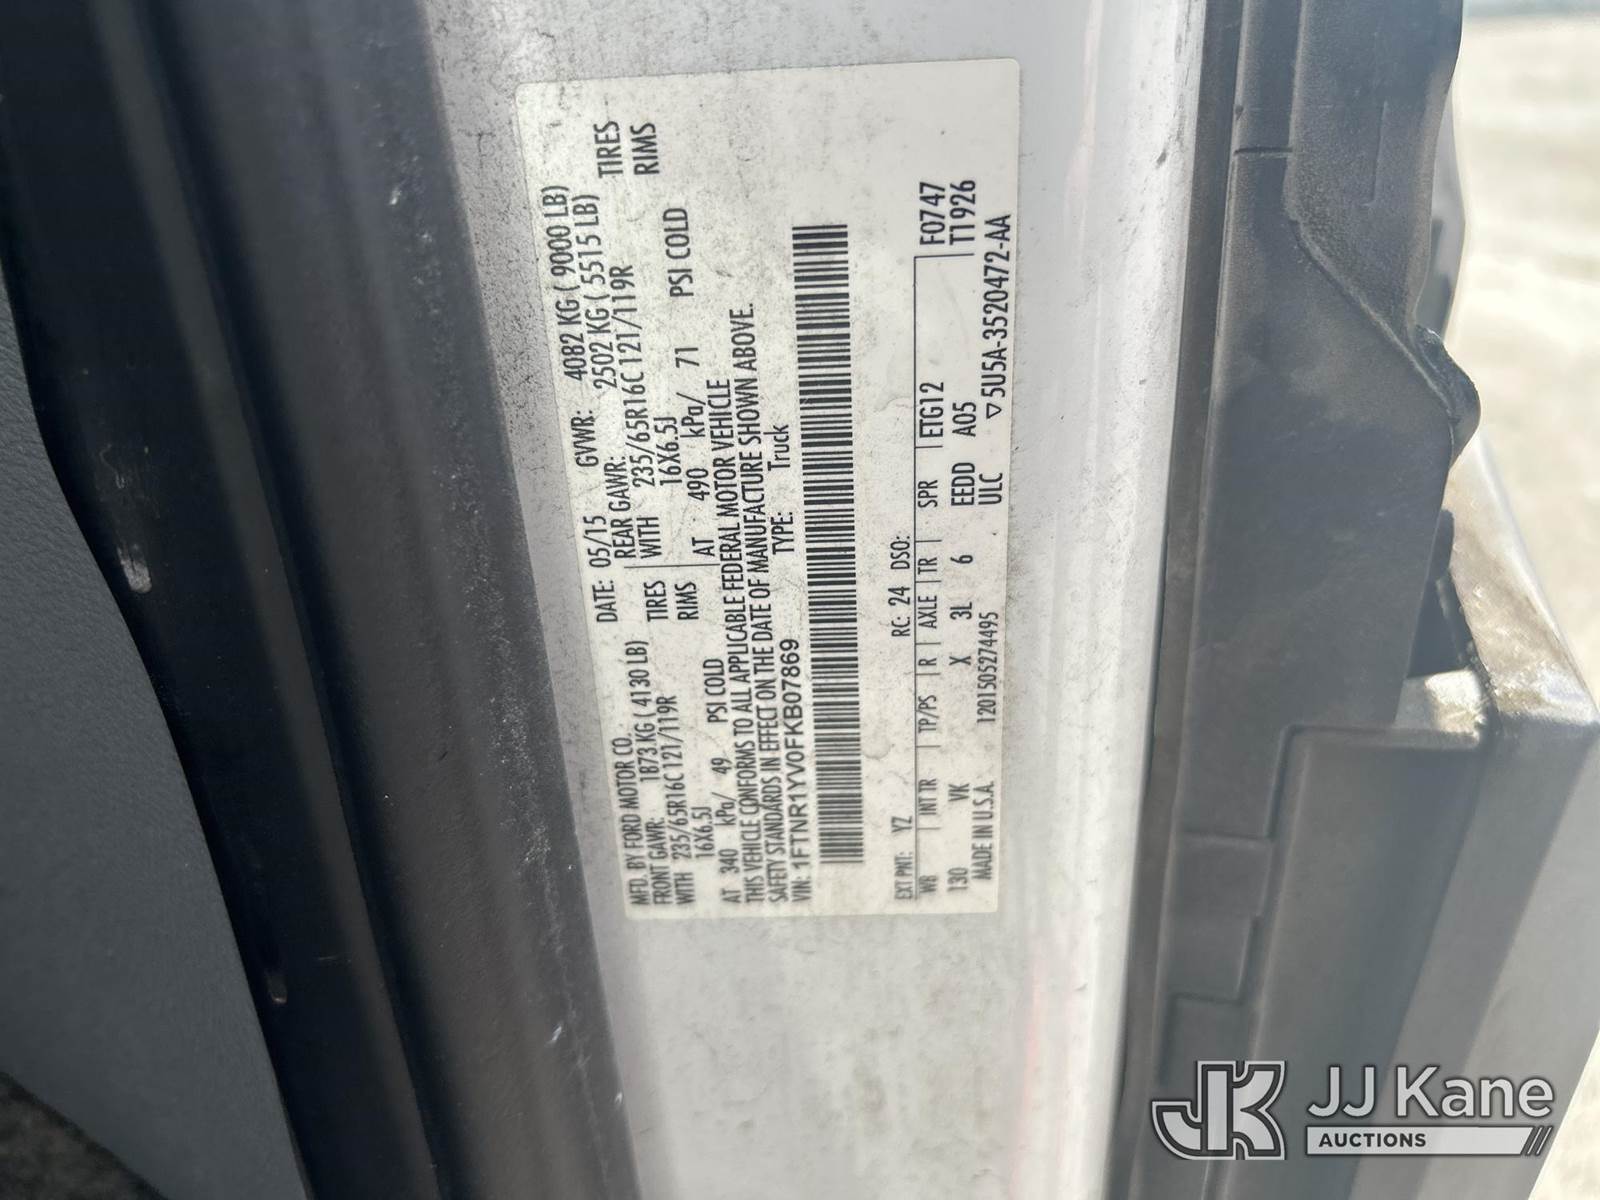 MFD. BY FORD MOTOR CO.
DATE: 05/15 GVWR: 4082 KG ( 9000 LB)
FRONT GAWR: 1873 KG ( 4130 LB) REAR GAWR: 2502 KG ( 5515 LB)
WITH 235/65R16C 121/119R TIRES WITH 235/65R16C 121/119R TIRES
16X6.5J RIMS 16X6.5J RIMS
AT 340 kPa/ 49 PSI COLD AT 490 kPa/ 71 PSI COLD
THIS VEHICLE CONFORMS TO ALL APPLICABLE FEDERAL MOTOR VEHICLE
SAFETY STANDARDS IN EFFECT ON THE DATE OF MANUFACTURE SHOWN ABOVE.
VIN: 1FTNR1YV0FKB07869 TYPE: Truck
EXT PNT: YZ RC: 24 DSO: F0747
WB INT TR TP/PS R AXLE TR SPR ETG12 T1926
130 VK X 3L 6 EEDD A05
MADE IN U.S.A. 1201505274495 ULC ▽5U5A-3520472-AA
JK JJ Kane
AUCTIONS